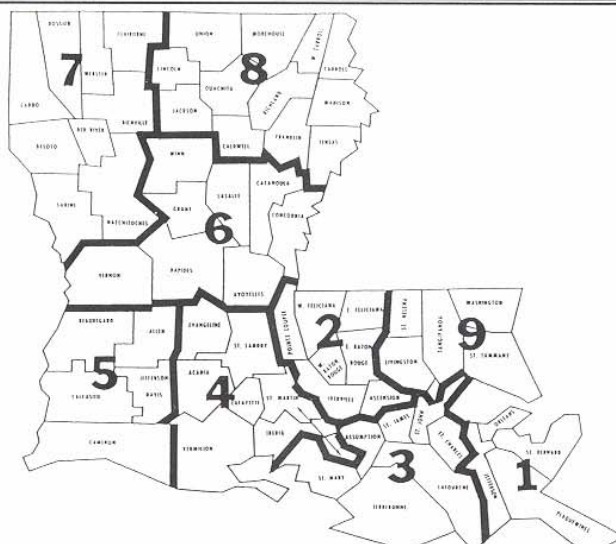 BOSSIER
CLAIBORNE
UNION
MOREHOUSE
W. CARROLL
7
WEBSTER
LINCOLN
8
E. CARROLL
OUACHITA
RICHLAND
MADISON
CADDO
BIENVILLE
JACKSON
RED RIVER
DESOTO
CALDWELL
FRANKLIN
TENSAS
WINN
SABINE
NATCHITOCHES
GRANT
LASALLE
CATAHOULA
CONCORDIA
6
VERNON
RAPIDES
AVOYELLES
BEAUREGARD
ALLEN
EVANGELINE
ST. LANDRY
POINTE COUPEE
W. FELICIANA
E. FELICIANA
ST. HELENA
TANGIPAHOA
WASHINGTON
2
9
E. BATON
ROUGE
W.
BATON
ROUGE
LIVINGSTON
ST. TAMMANY
5
JEFFERSON
DAVIS
CALCASIEU
ACADIA
4
LAFAYETTE
ST. MARTIN
IBERVILLE
ASCENSION
CAMERON
VERMILION
IBERIA
ASSUMPTION
ST. JAMES
ST. JOHN
ST. CHARLES
ORLEANS
ST. BERNARD
ST. MARY
3
1
TERREBONNE
LAFOURCHE
JEFFERSON
PLAQUEMINES